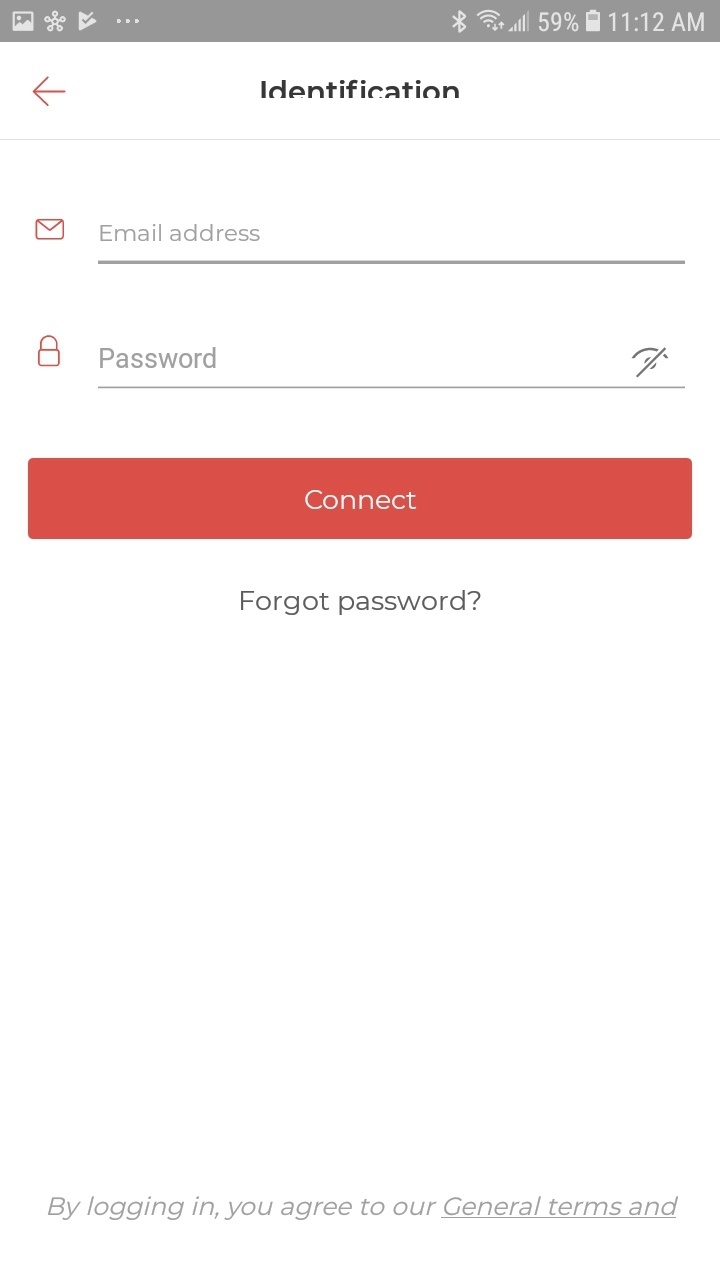 59% 11:12 AM
Identification
Email address
Password
Connect
Forgot password?
By logging in, you agree to our General terms and